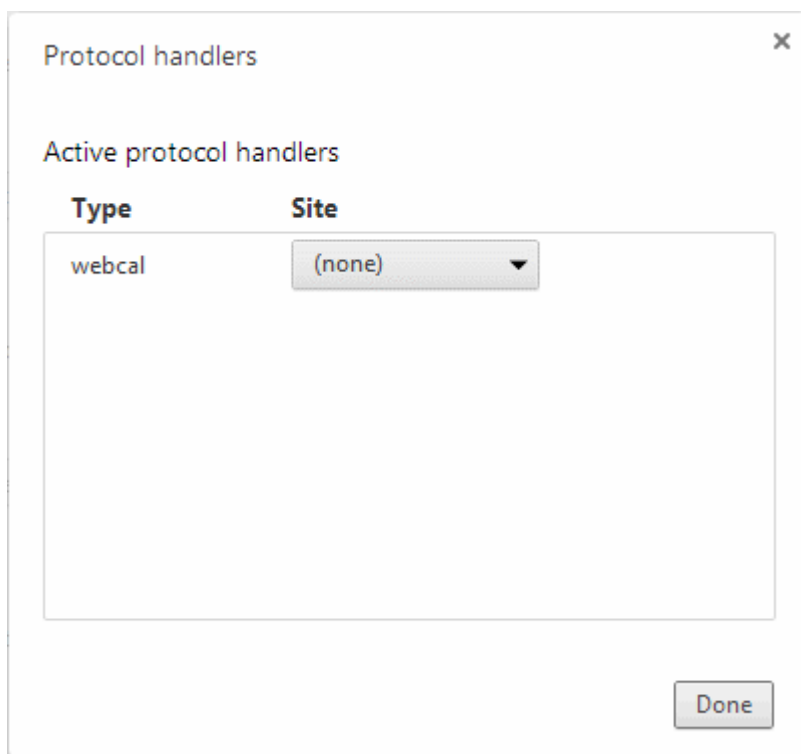 Protocol handlers
Active protocol handlers
Type Site
webcal (none)
Done